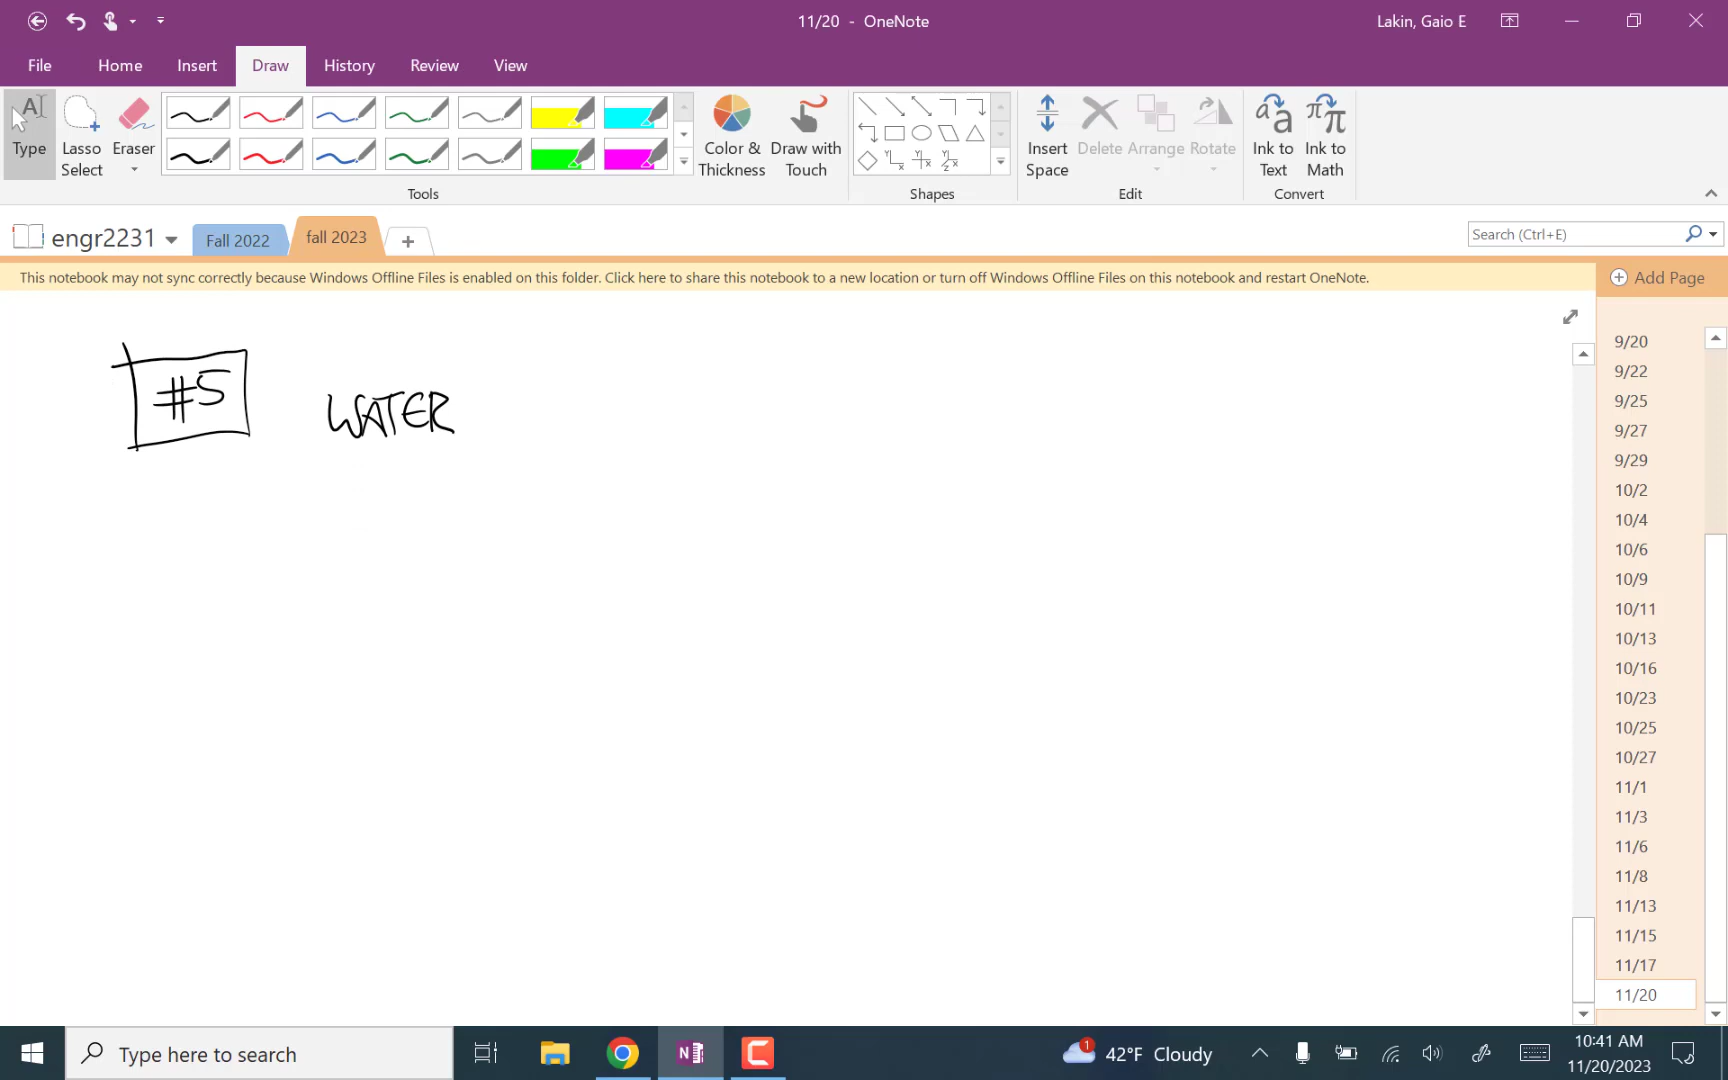 11/20 - OneNote
Lakin, Gaio E
File
Home
Insert
Draw
History
Review
View
Type
Lasso Select
Eraser
Color & Thickness
Draw with Touch
Insert Space
Delete
Arrange
Rotate
Ink to Text
Ink to Math
Tools
Shapes
Edit
Convert
engr2231
Fall 2022
fall 2023
Search (Ctrl+E)
This notebook may not sync correctly because Windows Offline Files is enabled on this folder. Click here to share this notebook to a new location or turn off Windows Offline Files on this notebook and restart OneNote.
Add Page
#5
WATER
9/20
9/22
9/25
9/27
9/29
10/2
10/4
10/6
10/9
10/11
10/13
10/16
10/23
10/25
10/27
11/1
11/3
11/6
11/8
11/13
11/15
11/17
11/20
Type here to search
1
42°F Cloudy
10:41 AM
11/20/2023